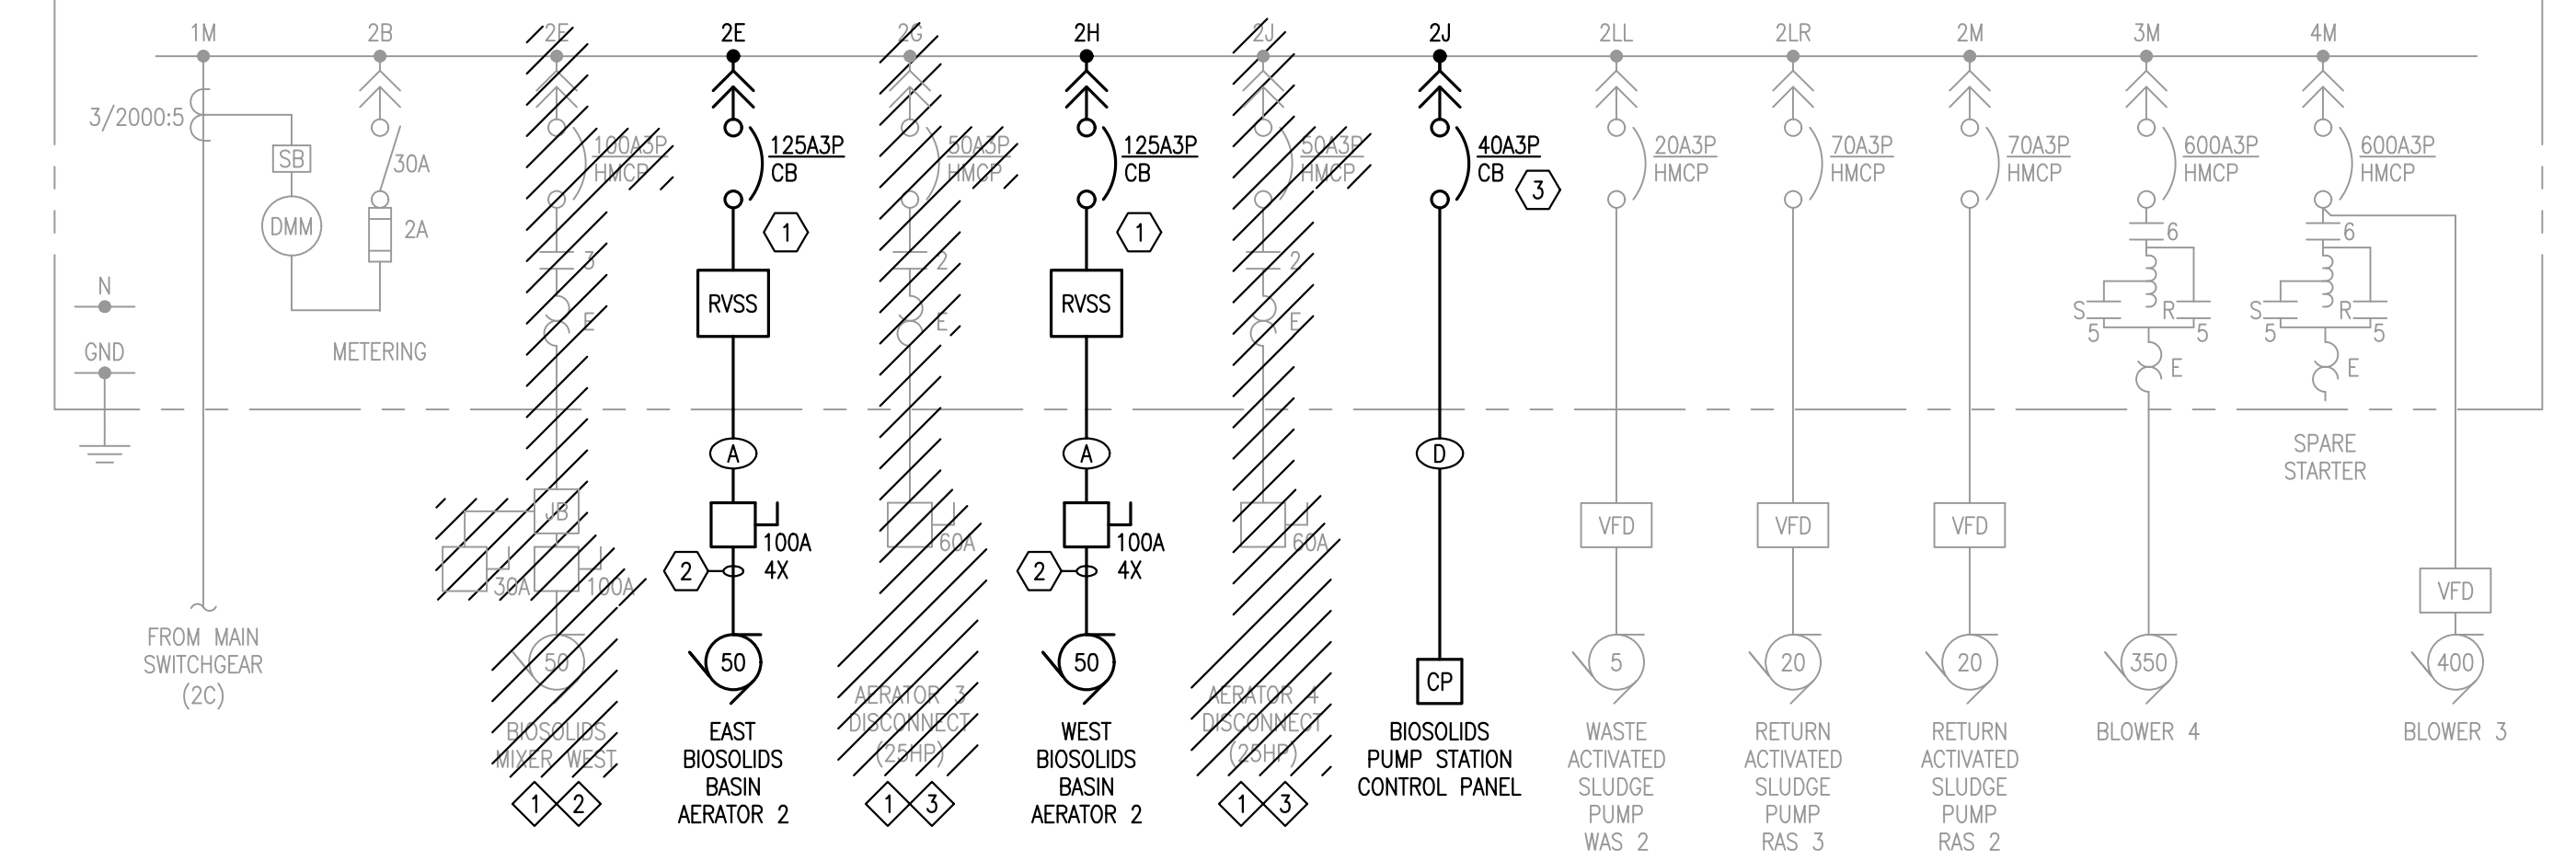 1M
2B
2E
2E
2G
2H
2J
2J
2LL
2LR
2M
3M
4M
3/2000:5
SB
30A
DMM
2A
N
GND
METERING
FROM MAIN
SWITCHGEAR
(2C)
100A3P
HMCP
3
E
JB
30A
100A
50
BIOSOLIDS
MIXER WEST
1
2
125A3P
CB
1
RVSS
A
100A
4X
2
50
EAST
BIOSOLIDS
BASIN
AERATOR 2
50A3P
HMCP
2
E
60A
AERATOR 3
DISCONNECT
(25HP)
1
3
125A3P
CB
1
RVSS
A
100A
4X
2
50
WEST
BIOSOLIDS
BASIN
AERATOR 2
50A3P
HMCP
2
E
60A
AERATOR 4
DISCONNECT
(25HP)
1
3
40A3P
CB
3
D
CP
BIOSOLIDS
PUMP STATION
CONTROL PANEL
20A3P
HMCP
VFD
5
WASTE
ACTIVATED
SLUDGE
PUMP
WAS 2
70A3P
HMCP
VFD
20
RETURN
ACTIVATED
SLUDGE
PUMP
RAS 3
70A3P
HMCP
VFD
20
RETURN
ACTIVATED
SLUDGE
PUMP
RAS 2
600A3P
HMCP
6
S
R
5
5
E
350
BLOWER 4
600A3P
HMCP
6
S
R
5
5
E
SPARE
STARTER
VFD
400
BLOWER 3